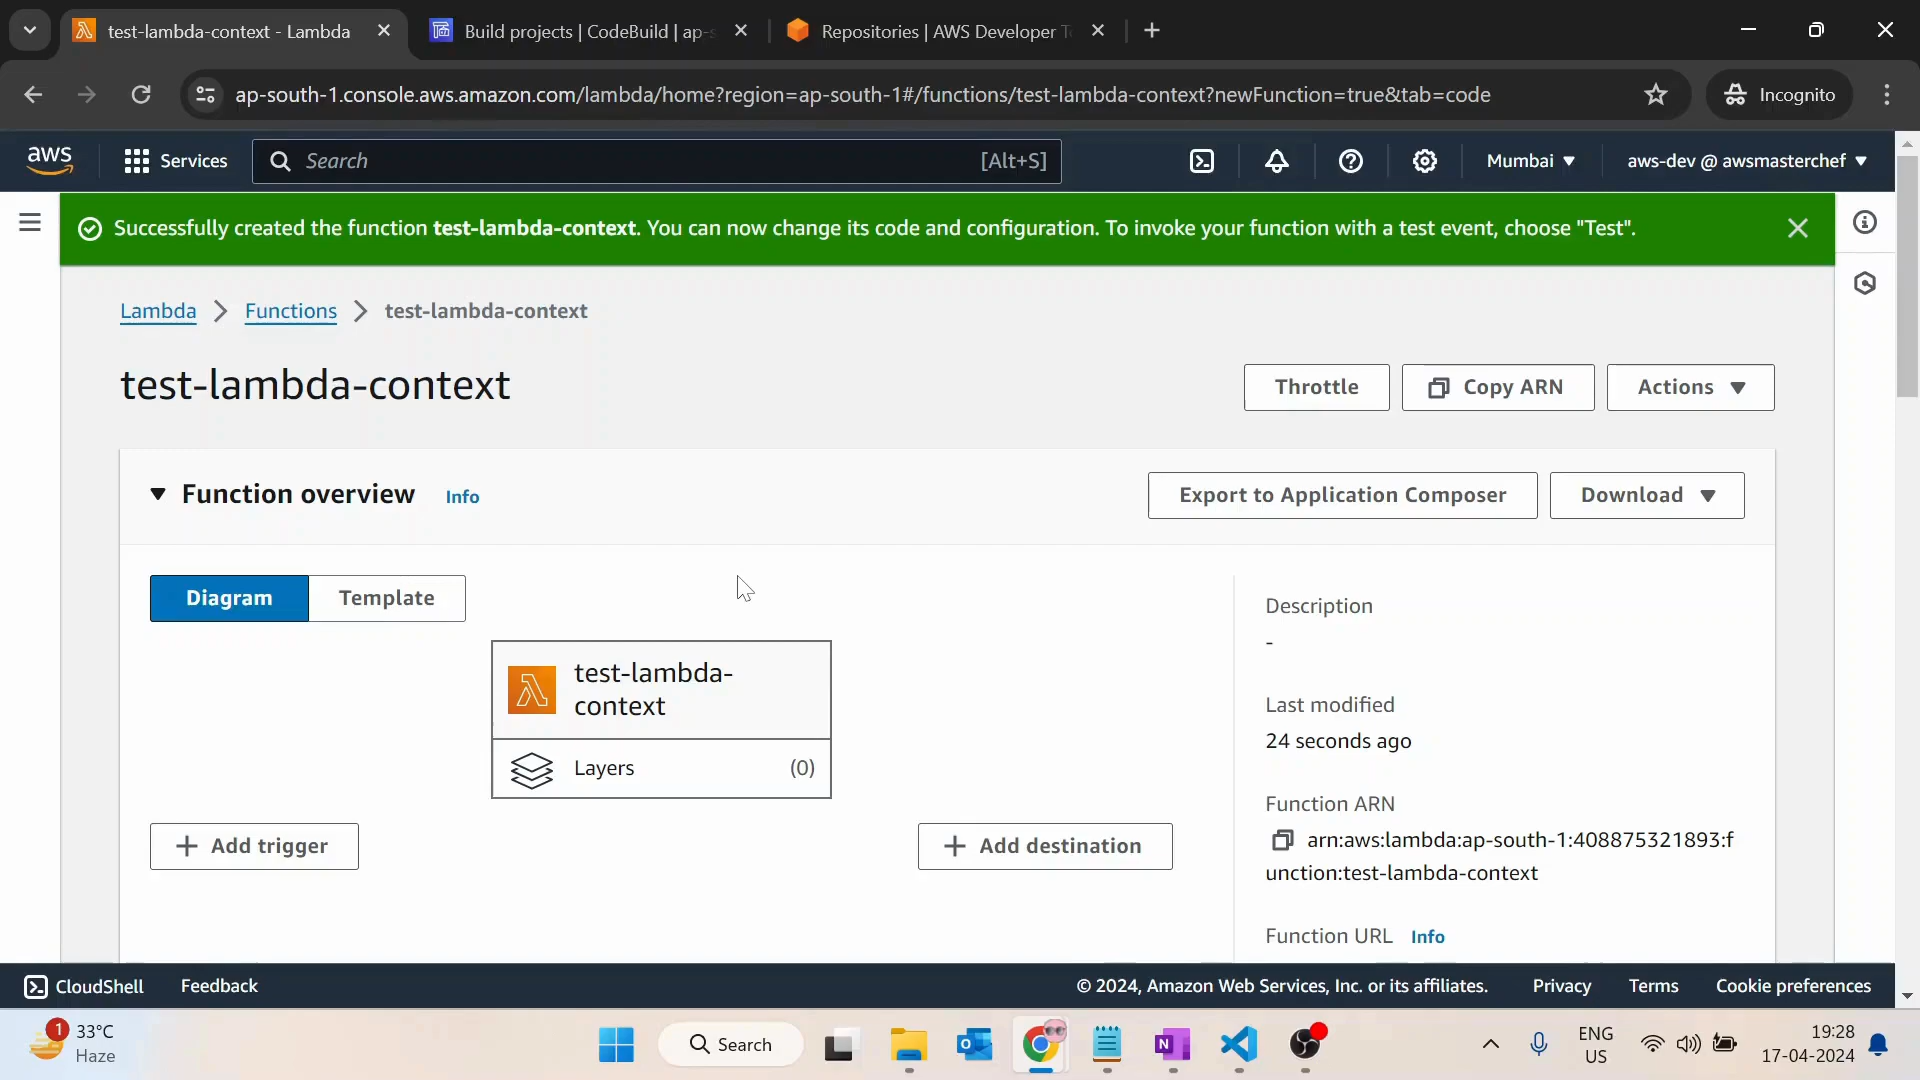 test-lambda-context - Lambda
Build projects | CodeBuild | ap-s
Repositories | AWS Developer T
ap-south-1.console.aws.amazon.com/lambda/home?region=ap-south-1#/functions/test-lambda-context?newFunction=true&tab=code
Incognito
aws
Services
Search
[Alt+S]
Mumbai
aws-dev @ awsmasterchef
Successfully created the function test-lambda-context. You can now change its code and configuration. To invoke your function with a test event, choose "Test".
Lambda
Functions
test-lambda-context
test-lambda-context
Throttle
Copy ARN
Actions
Function overview
Info
Export to Application Composer
Download
Diagram
Template
test-lambda-
context
Layers
(0)
Add trigger
Add destination
Description
-
Last modified
24 seconds ago
Function ARN
arn:aws:lambda:ap-south-1:408875321893:f
unction:test-lambda-context
Function URL
Info
CloudShell
Feedback
© 2024, Amazon Web Services, Inc. or its affiliates.
Privacy
Terms
Cookie preferences
1
33°C
Haze
Search
ENG
US
19:28
17-04-2024